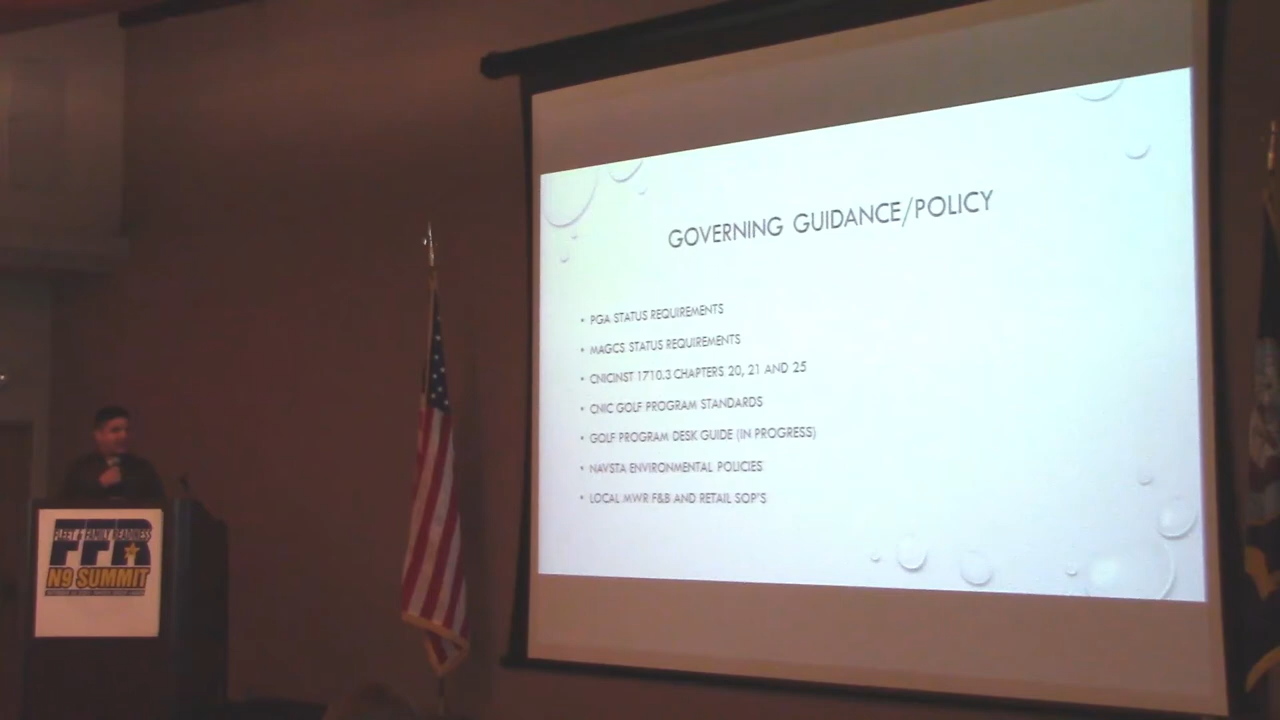 GOVERNING GUIDANCE/POLICY
• PGA STATUS REQUIREMENTS
• MAGCS STATUS REQUIREMENTS
• CNICINST 1710.3 CHAPTERS 20, 21 AND 25
• CNIC GOLF PROGRAM STANDARDS
• GOLF PROGRAM DESK GUIDE (IN PROGRESS)
• NAVSTA ENVIRONMENTAL POLICIES
• LOCAL MWR F&B AND RETAIL SOP'S
FLEET & FAMILY READINESS
FFR
N9 SUMMIT